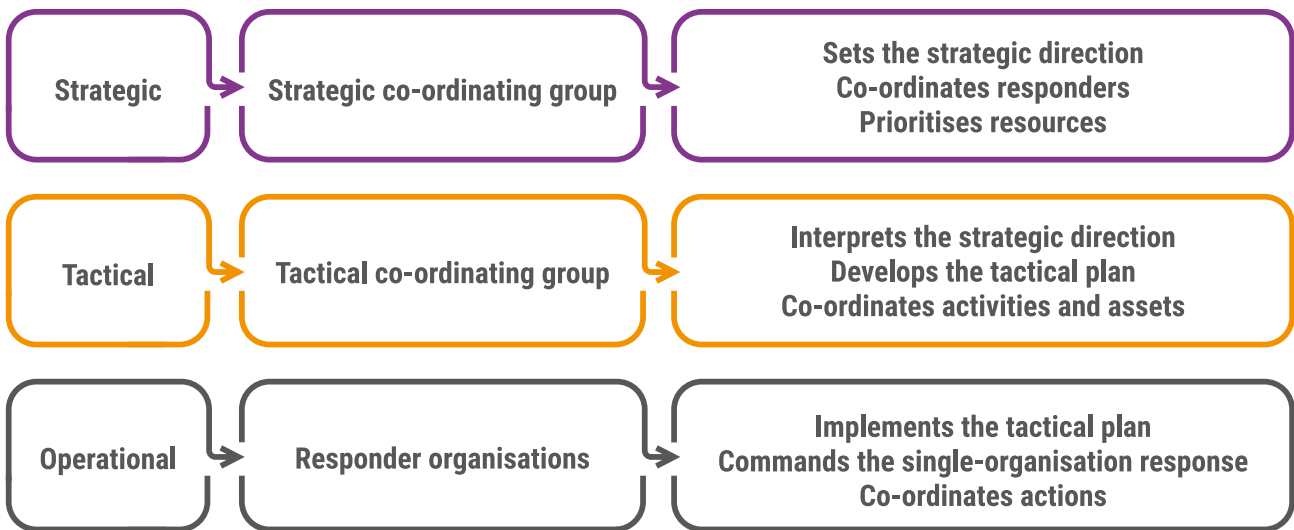 Strategic
Strategic co-ordinating group
Sets the strategic direction
Co-ordinates responders
Prioritises resources
Tactical
Tactical co-ordinating group
Interprets the strategic direction
Develops the tactical plan
Co-ordinates activities and assets
Operational
Responder organisations
Implements the tactical plan
Commands the single-organisation response
Co-ordinates actions